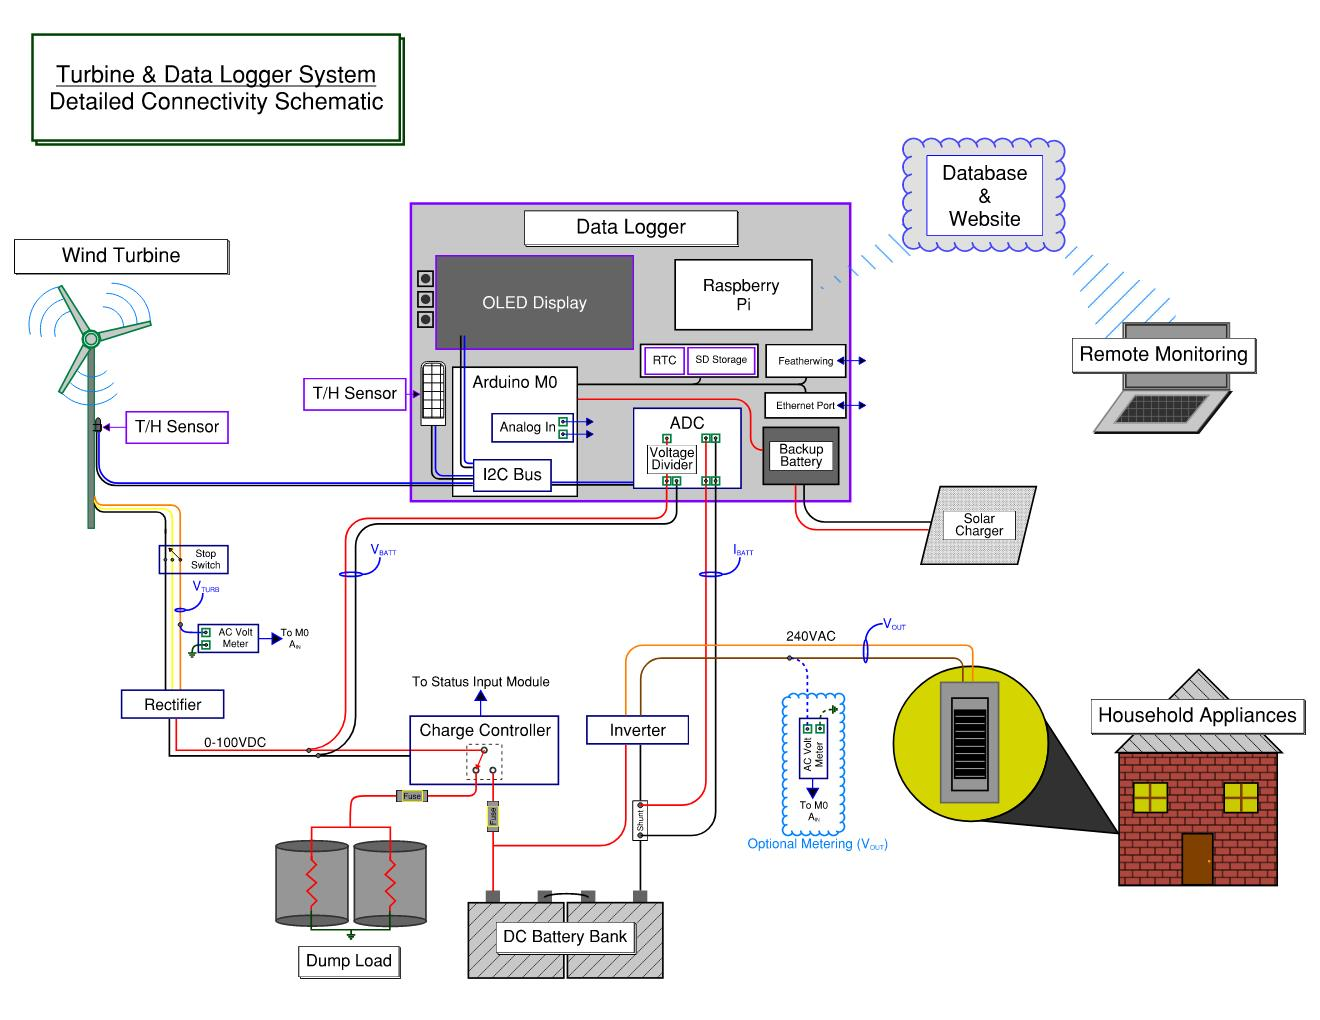 Turbine & Data Logger System
Detailed Connectivity Schematic
Database
&
Website
Data Logger
Wind Turbine
OLED Display
Raspberry
Pi
Remote Monitoring
RTC
SD Storage
Featherwing
T/H Sensor
Arduino M0
Ethernet Port
T/H Sensor
Analog In
ADC
Voltage
Divider
Backup
Battery
I2C Bus
Solar
Charger
Stop
Switch
VBATT
IBATT
VTURB
AC Volt
Meter
To M0
AIN
240VAC
VOUT
To Status Input Module
Rectifier
Charge Controller
Inverter
Household Appliances
0-100VDC
AC Volt
Meter
Fuse
Fuse
Shunt
To M0
AIN
Optional Metering (VOUT)
DC Battery Bank
Dump Load